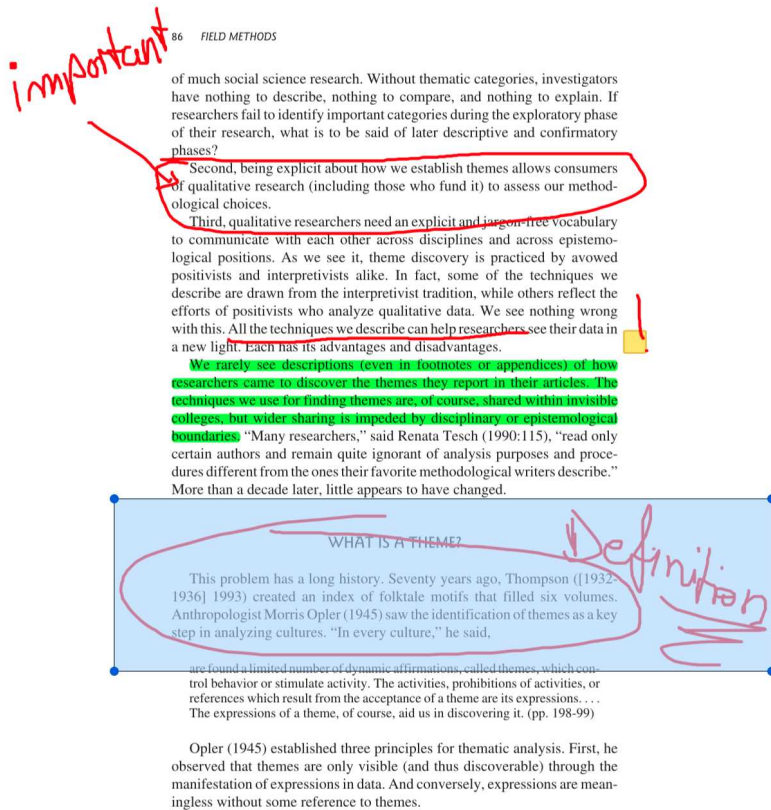 important
86 FIELD METHODS
of much social science research. Without thematic categories, investigators
have nothing to describe, nothing to compare, and nothing to explain. If
researchers fail to identify important categories during the exploratory phase
of their research, what is to be said of later descriptive and confirmatory
phases?
Second, being explicit about how we establish themes allows consumers
of qualitative research (including those who fund it) to assess our method-
ological choices.
Third, qualitative researchers need an explicit and jargon-free vocabulary
to communicate with each other across disciplines and across epistemo-
logical positions. As we see it, theme discovery is practiced by avowed
positivists and interpretivists alike. In fact, some of the techniques we
describe are drawn from the interpretivist tradition, while others reflect the
efforts of positivists who analyze qualitative data. We see nothing wrong
with this. All the techniques we describe can help researchers see their data in
a new light. Each has its advantages and disadvantages.
!
We rarely see descriptions (even in footnotes or appendices) of how
researchers came to discover the themes they report in their articles. The
techniques we use for finding themes are, of course, shared within invisible
colleges, but wider sharing is impeded by disciplinary or epistemological
boundaries. “Many researchers,” said Renata Tesch (1990:115), “read only
certain authors and remain quite ignorant of analysis purposes and proce-
dures different from the ones their favorite methodological writers describe.”
More than a decade later, little appears to have changed.
WHAT IS A THEME?
Definition
This problem has a long history. Seventy years ago, Thompson ([1932-
1936] 1993) created an index of folktale motifs that filled six volumes.
Anthropologist Morris Opler (1945) saw the identification of themes as a key
step in analyzing cultures. “In every culture,” he said,
are found a limited number of dynamic affirmations, called themes, which con-
trol behavior or stimulate activity. The activities, prohibitions of activities, or
references which result from the acceptance of a theme are its expressions. . . .
The expressions of a theme, of course, aid us in discovering it. (pp. 198-99)
Opler (1945) established three principles for thematic analysis. First, he
observed that themes are only visible (and thus discoverable) through the
manifestation of expressions in data. And conversely, expressions are mean-
ingless without some reference to themes.